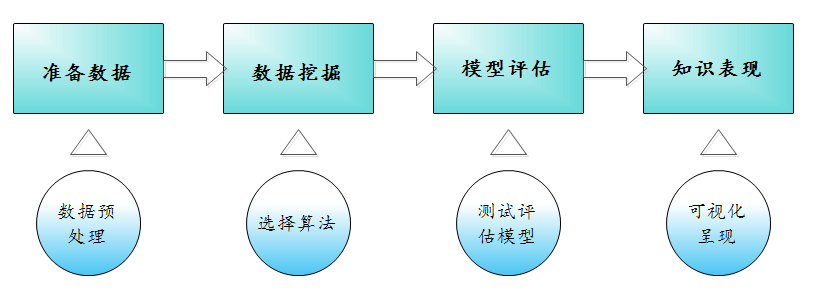 准备数据
数据挖掘
模型评估
知识表现
数据预
处理
选择算法
测试评
估模型
可视化
呈现